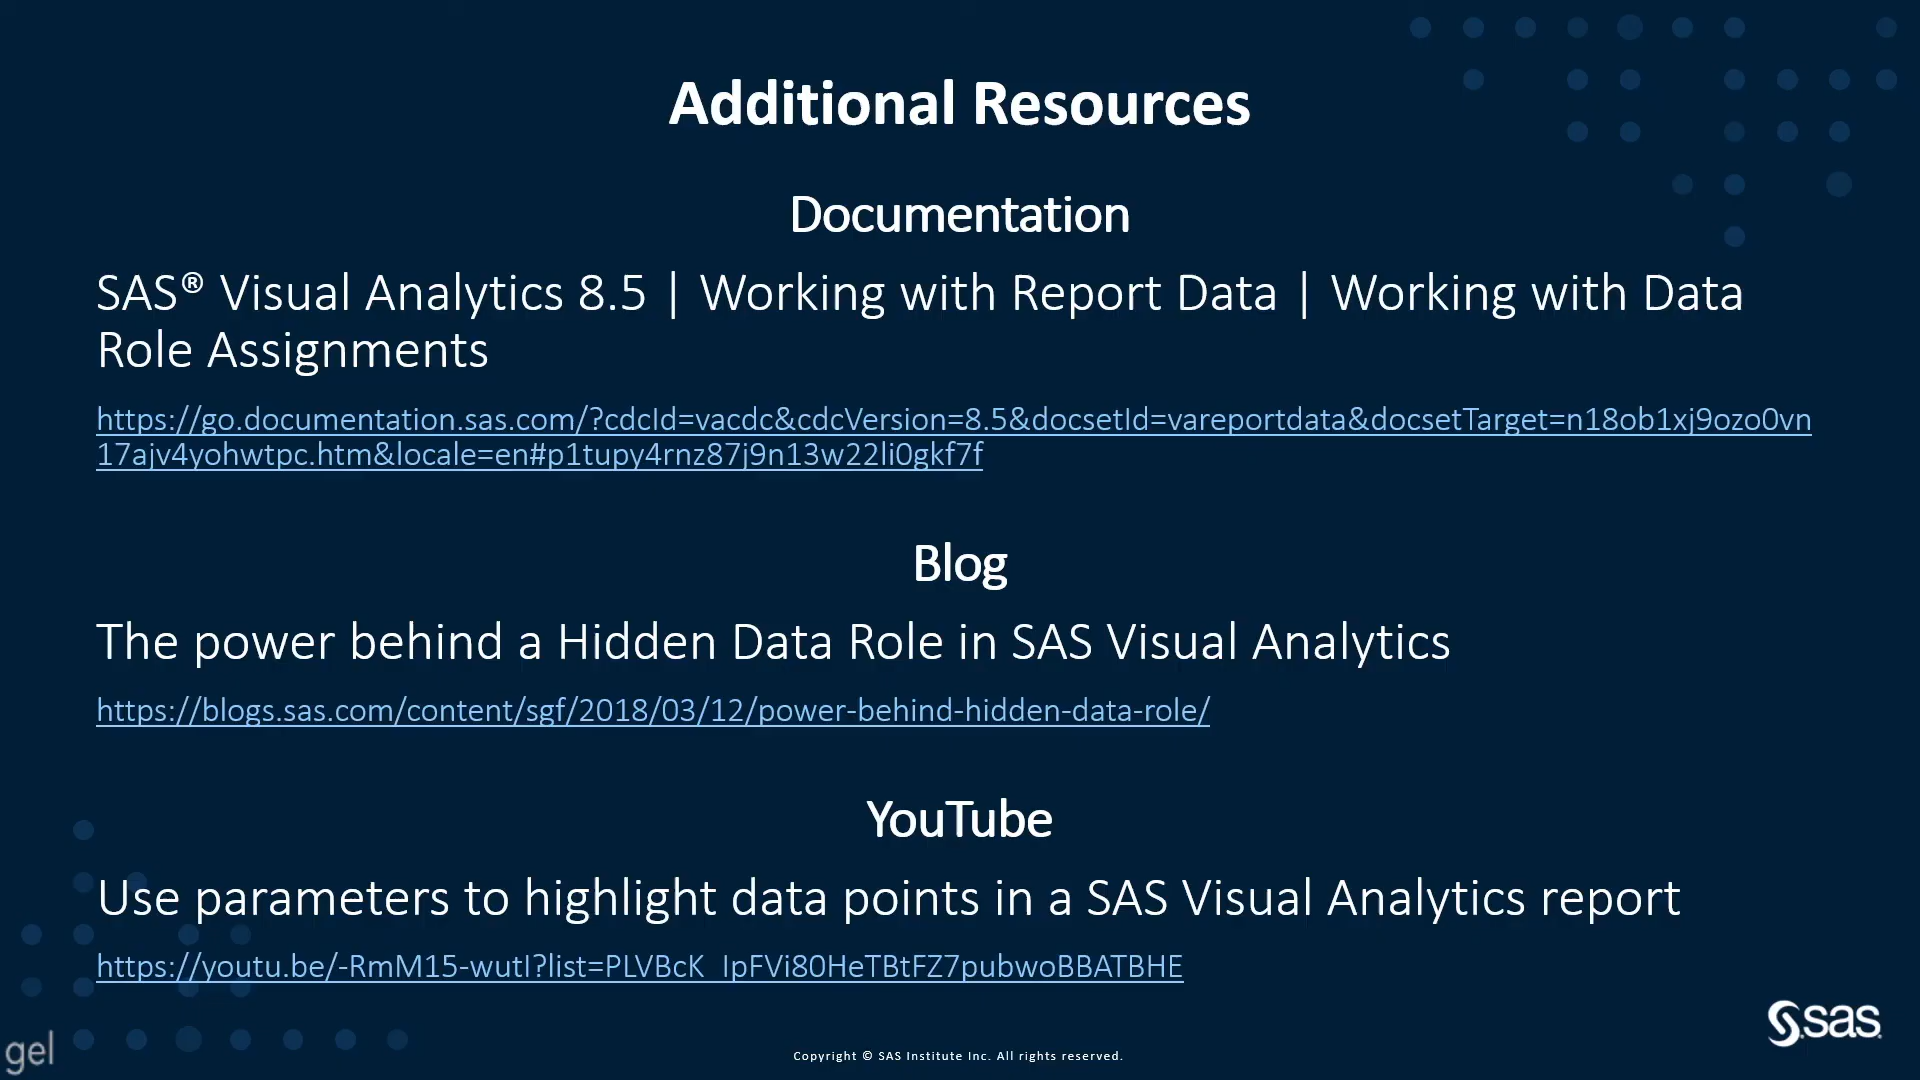 Additional Resources
Documentation
SAS® Visual Analytics 8.5 | Working with Report Data | Working with Data
Role Assignments
https://go.documentation.sas.com/?cdcId=vacdc&cdcVersion=8.5&docsetId=vareportdata&docsetTarget=n18ob1xj9ozo0vn
17ajv4yohwtpc.htm&locale=en#p1tupy4rnz87j9n13w22li0gkf7f
Blog
The power behind a Hidden Data Role in SAS Visual Analytics
https://blogs.sas.com/content/sgf/2018/03/12/power-behind-hidden-data-role/
YouTube
Use parameters to highlight data points in a SAS Visual Analytics report
https://youtu.be/-RmM15-wutI?list=PLVBcK_IpFVi80HeTBtFZ7pubwoBBATBHE
sas
gel
Copyright © SAS Institute Inc. All rights reserved.